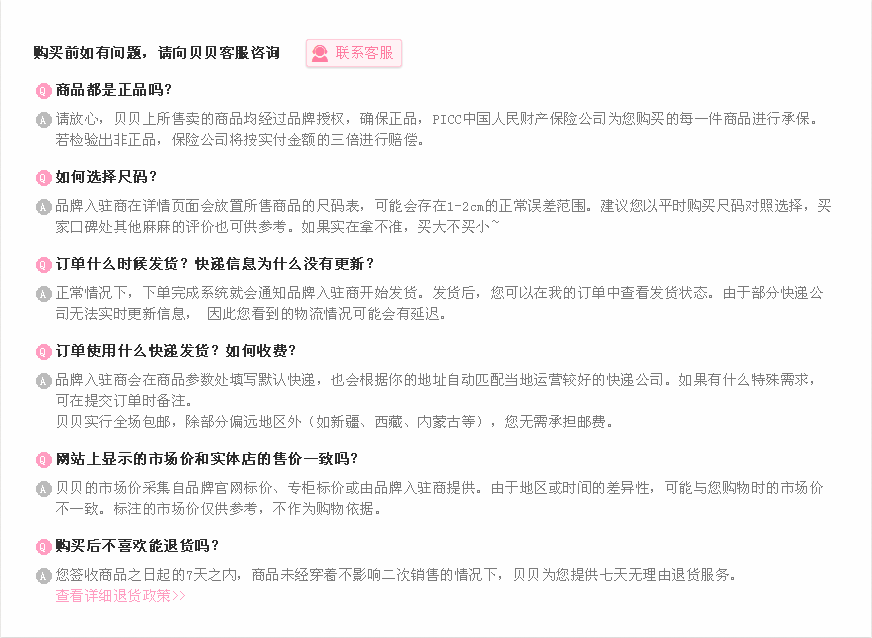 购买前如有问题，请向贝贝客服咨询 联系客服
Q 商品都是正品吗？
A 请放心，贝贝上所售卖的商品均经过品牌授权，确保正品，PICC中国人民财产保险公司为您购买的每一件商品进行承保。
若检验出非正品，保险公司将按实付金额的三倍进行赔偿。
Q 如何选择尺码？
A 品牌入驻商在详情页面会放置所售商品的尺码表，可能会存在1-2cm的正常误差范围。建议您以平时购买尺码对照选择，买
家口碑处其他麻麻的评价也可供参考。如果实在拿不准，买大不买小~
Q 订单什么时候发货？快递信息为什么没有更新？
A 正常情况下，下单完成系统就会通知品牌入驻商开始发货。发货后，您可以在我的订单中查看发货状态。由于部分快递公
司无法实时更新信息， 因此您看到的物流情况可能会有延迟。
Q 订单使用什么快递发货？如何收费？
A 品牌入驻商会在商品参数处填写默认快递，也会根据你的地址自动匹配当地运营较好的快递公司。如果有什么特殊需求，
可在提交订单时备注。
贝贝实行全场包邮，除部分偏远地区外（如新疆、西藏、内蒙古等），您无需承担邮费。
Q 网站上显示的市场价和实体店的售价一致吗？
A 贝贝的市场价采集自品牌官网标价、专柜标价或由品牌入驻商提供。由于地区或时间的差异性，可能与您购物时的市场价
不一致。标注的市场价仅供参考，不作为购物依据。
Q 购买后不喜欢能退货吗？
A 您签收商品之日起的7天之内，商品未经穿着不影响二次销售的情况下，贝贝为您提供七天无理由退货服务。
查看详细退货政策>>